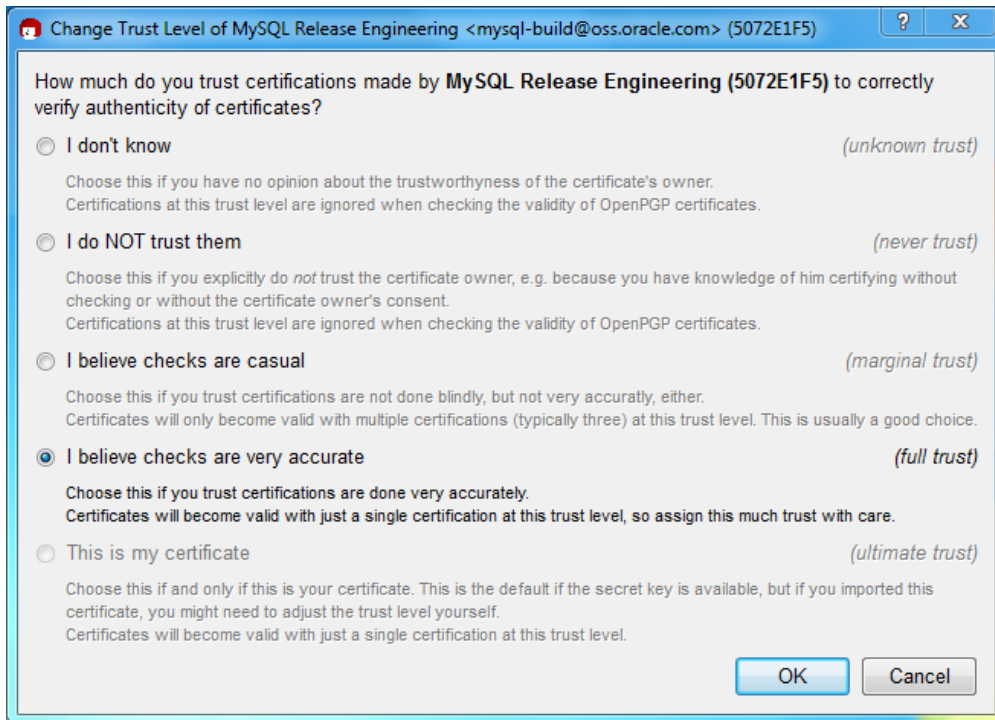 Change Trust Level of MySQL Release Engineering <mysql-build@oss.oracle.com> (5072E1F5)
How much do you trust certifications made by MySQL Release Engineering (5072E1F5) to correctly
verify authenticity of certificates?
I don't know (unknown trust)
Choose this if you have no opinion about the trustworthyness of the certificate's owner.
Certifications at this trust level are ignored when checking the validity of OpenPGP certificates.
I do NOT trust them (never trust)
Choose this if you explicitly do not trust the certificate owner, e.g. because you have knowledge of him certifying without
checking or without the certificate owner's consent.
Certifications at this trust level are ignored when checking the validity of OpenPGP certificates.
I believe checks are casual (marginal trust)
Choose this if you trust certifications are not done blindly, but not very accuratly, either.
Certificates will only become valid with multiple certifications (typically three) at this trust level. This is usually a good choice.
I believe checks are very accurate (full trust)
Choose this if you trust certifications are done very accurately.
Certificates will become valid with just a single certification at this trust level, so assign this much trust with care.
This is my certificate (ultimate trust)
Choose this if and only if this is your certificate. This is the default if the secret key is available, but if you imported this
certificate, you might need to adjust the trust level yourself.
Certificates will become valid with just a single certification at this trust level.
OK Cancel